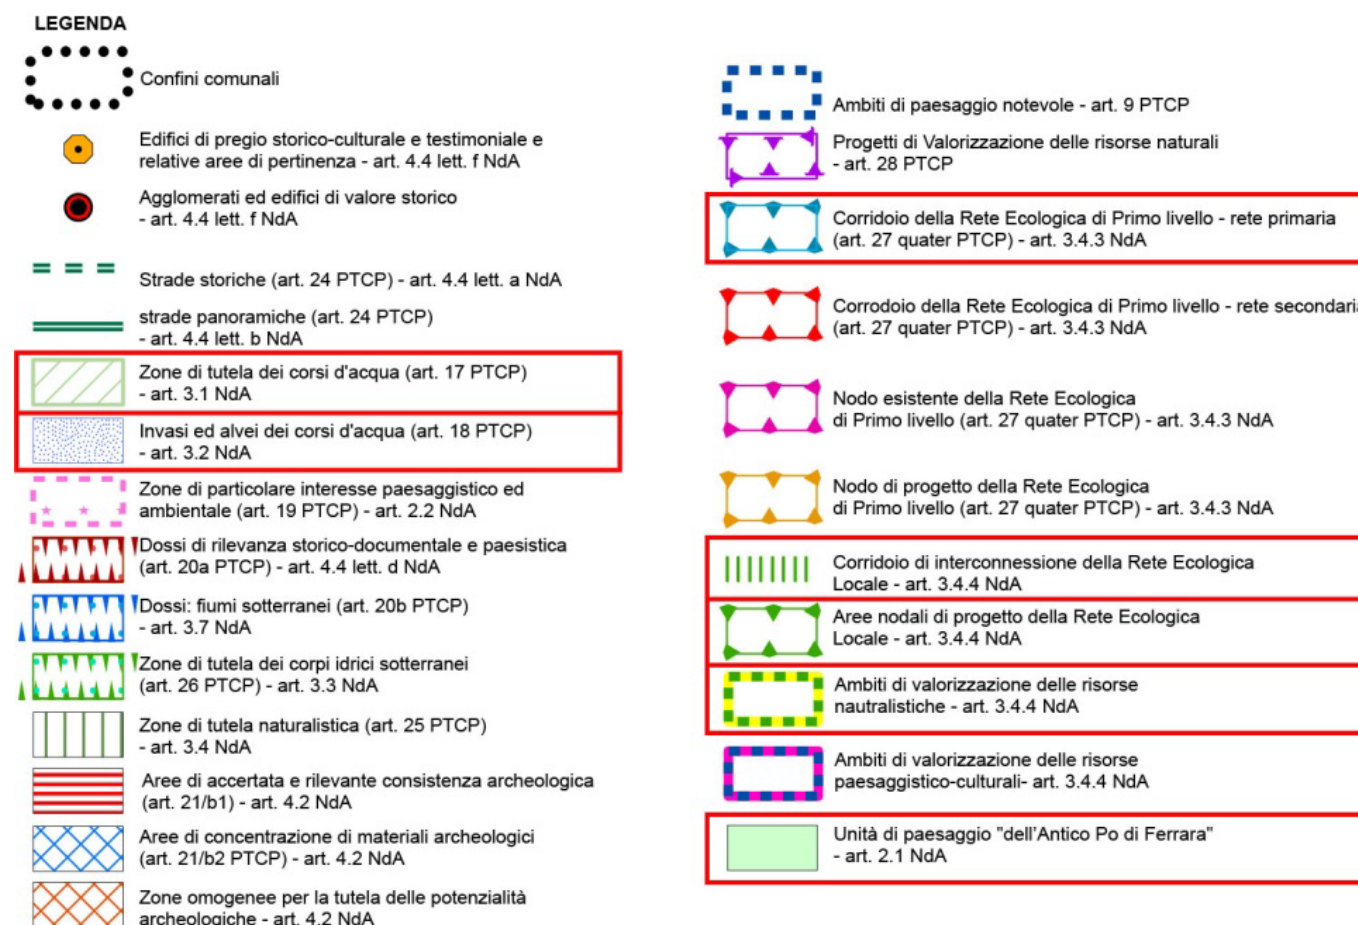 LEGENDA
Confini comunali
Edifici di pregio storico-culturale e testimoniale e
relative aree di pertinenza - art. 4.4 lett. f NdA
Agglomerati ed edifici di valore storico
- art. 4.4 lett. f NdA
Strade storiche (art. 24 PTCP) - art. 4.4 lett. a NdA
strade panoramiche (art. 24 PTCP)
- art. 4.4 lett. b NdA
Zone di tutela dei corsi d'acqua (art. 17 PTCP)
- art. 3.1 NdA
Invasi ed alvei dei corsi d'acqua (art. 18 PTCP)
- art. 3.2 NdA
Zone di particolare interesse paesaggistico ed
ambientale (art. 19 PTCP) - art. 2.2 NdA
Dossi di rilevanza storico-documentale e paesistica
(art. 20a PTCP) - art. 4.4 lett. d NdA
Dossi: fiumi sotterranei (art. 20b PTCP)
- art. 3.7 NdA
Zone di tutela dei corpi idrici sotterranei
(art. 26 PTCP) - art. 3.3 NdA
Zone di tutela naturalistica (art. 25 PTCP)
- art. 3.4 NdA
Aree di accertata e rilevante consistenza archeologica
(art. 21/b1) - art. 4.2 NdA
Aree di concentrazione di materiali archeologici
(art. 21/b2 PTCP) - art. 4.2 NdA
Zone omogenee per la tutela delle potenzialità
archeologiche - art. 4.2 NdA
Ambiti di paesaggio notevole - art. 9 PTCP
Progetti di Valorizzazione delle risorse naturali
- art. 28 PTCP
Corridoio della Rete Ecologica di Primo livello - rete primaria
(art. 27 quater PTCP) - art. 3.4.3 NdA
Corrodoio della Rete Ecologica di Primo livello - rete secondari
(art. 27 quater PTCP) - art. 3.4.3 NdA
Nodo esistente della Rete Ecologica
di Primo livello (art. 27 quater PTCP) - art. 3.4.3 NdA
Nodo di progetto della Rete Ecologica
di Primo livello (art. 27 quater PTCP) - art. 3.4.3 NdA
Corridoio di interconnessione della Rete Ecologica
Locale - art. 3.4.4 NdA
Aree nodali di progetto della Rete Ecologica
Locale - art. 3.4.4 NdA
Ambiti di valorizzazione delle risorse
nautralistiche - art. 3.4.4 NdA
Ambiti di valorizzazione delle risorse
paesaggistico-culturali- art. 3.4.4 NdA
Unità di paesaggio "dell'Antico Po di Ferrara"
- art. 2.1 NdA